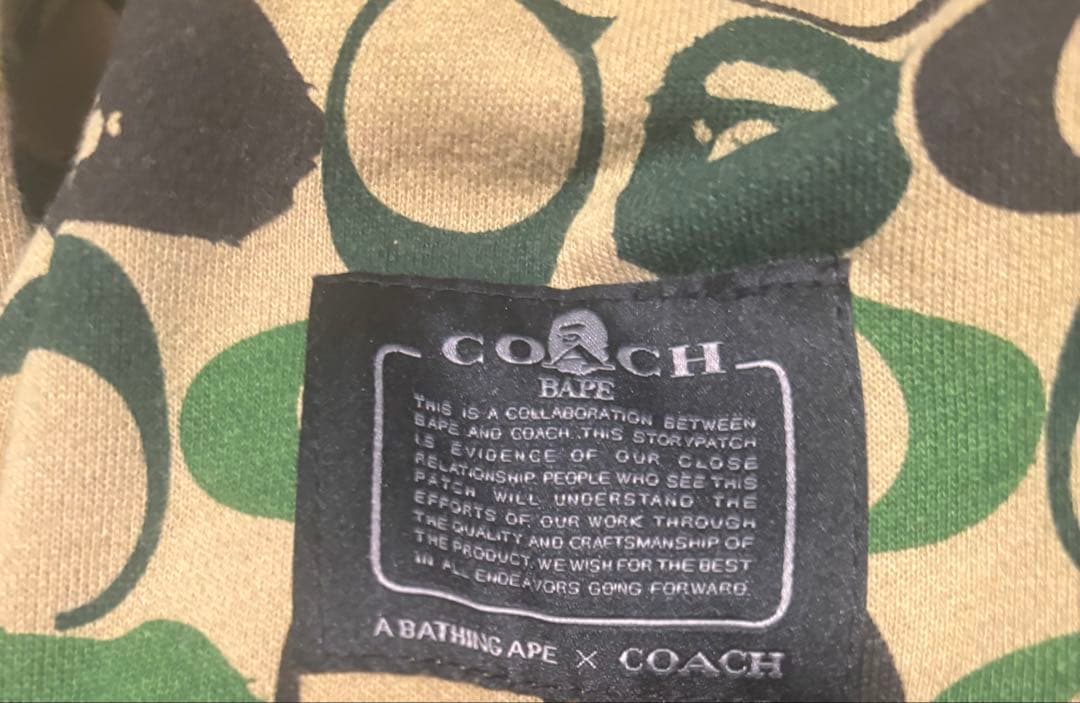 COACH
BAPE
THIS IS A COLLABORATION BETWEEN
BAPE AND COACH. THIS STORYPATCH
IS EVIDENCE OF OUR CLOSE
RELATIONSHIP. PEOPLE WHO SEE THIS
PATCH WILL UNDERSTAND THE
EFFORTS OF OUR WORK THROUGH
THE QUALITY AND CRAFTSMANSHIP OF
THE PRODUCT. WE WISH FOR THE BEST
IN ALL ENDEAVORS GOING FORWARD.
A BATHING APE × COACH